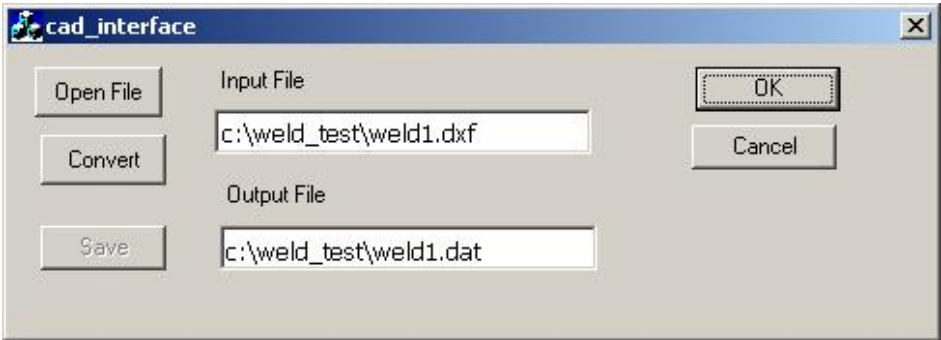 cad_interface
Open File
Input File
OK
c:\weld_test\weld1.dxf
Convert
Cancel
Output File
Save
c:\weld_test\weld1.dat